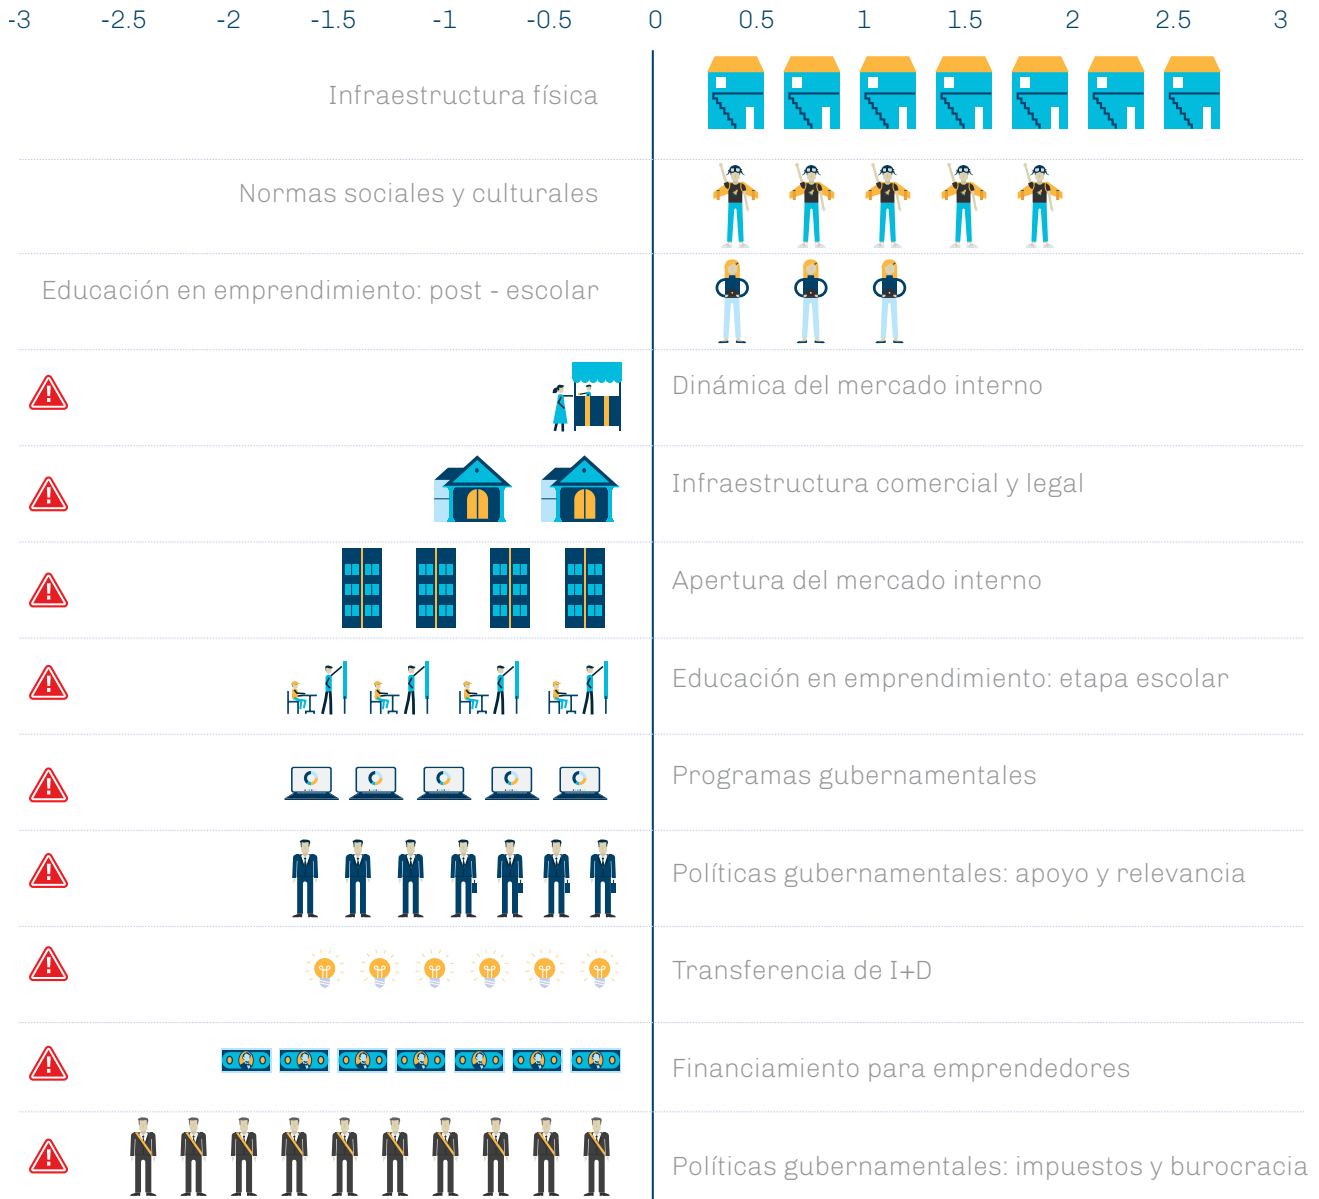 -3 -2.5 -2 -1.5 -1 -0.5 0 0.5 1 1.5 2 2.5 3
Infraestructura física
Normas sociales y culturales
Educación en emprendimiento: post - escolar
Dinámica del mercado interno
Infraestructura comercial y legal
Apertura del mercado interno
Educación en emprendimiento: etapa escolar
Programas gubernamentales
Políticas gubernamentales: apoyo y relevancia
Transferencia de I+D
Financiamiento para emprendedores
Políticas gubernamentales: impuestos y burocracia